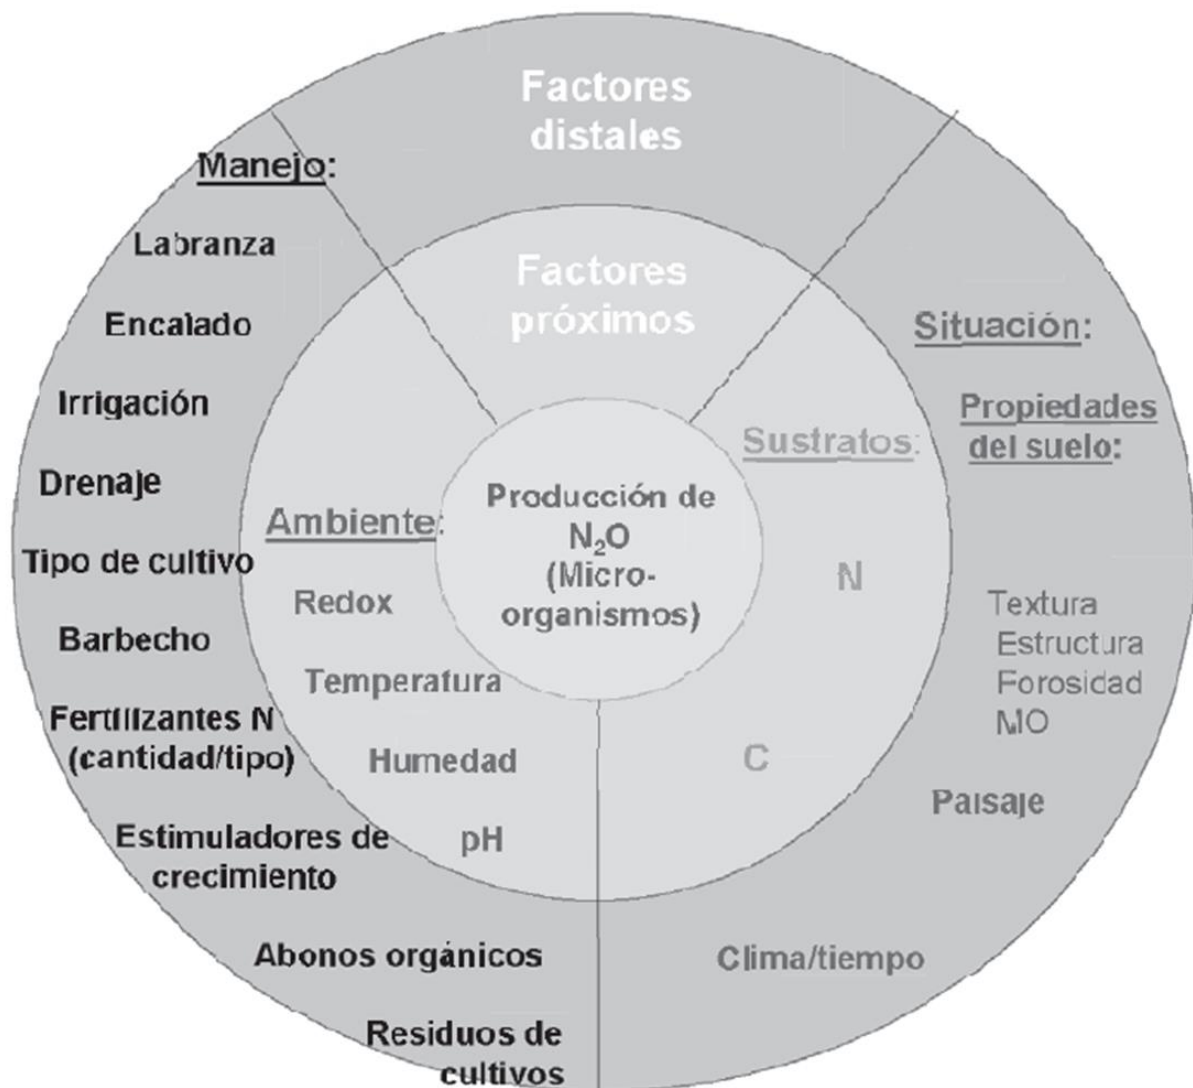 Factores
distales
Factores
próximos
Manejo:
Labranza
Encalado
Irrigación
Drenaje
Tipo de cultivo
Barbecho
Fertilizantes N
(cantidad/tipo)
Estimuladores de
crecimiento
Abonos orgánicos
Residuos de
cultivos
Ambiente:
Redox
Temperatura
Humedad
pH
Producción de
N₂O
(Micro-
organismos)
Sustratos:
N
C
Situación:
Propiedades
del suelo:
Textura
Estructura
Forosidad
MO
Paisaje
Clima/tiempo